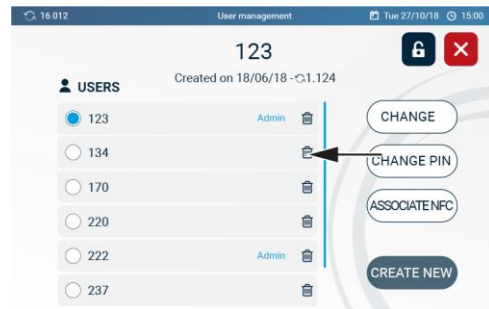 16.012 User management Tue 27/10/18 15:00
123
Created on 18/06/18 - 1.124
USERS
123 Admin
134
170
220
222 Admin
237
CHANGE
CHANGE PIN
ASSOCIATE NFC
CREATE NEW